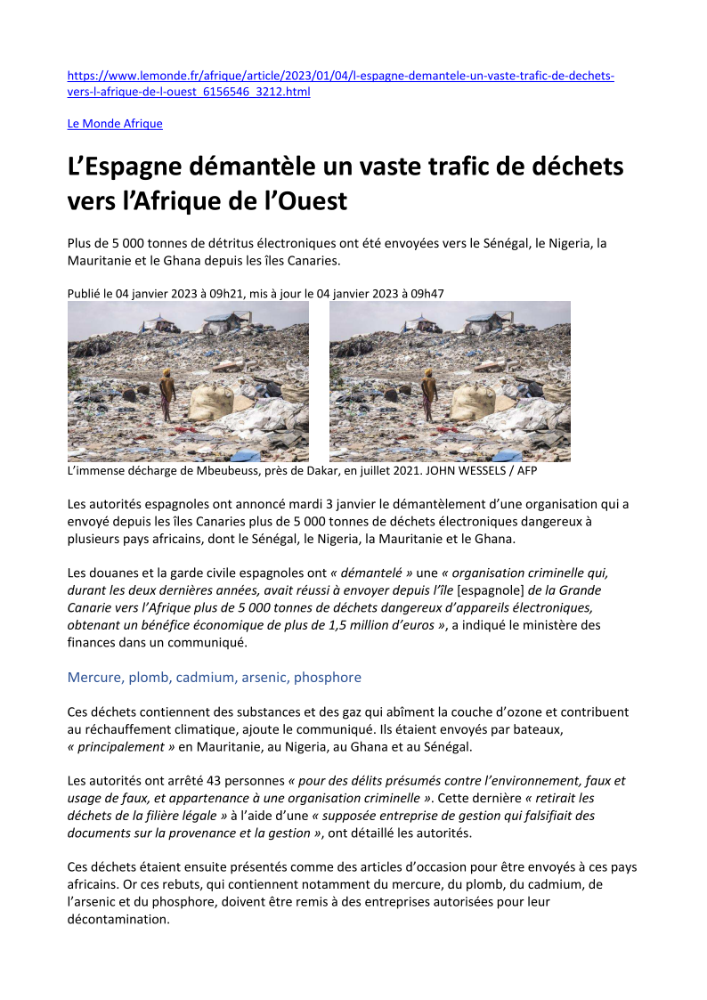 https://www.lemonde.fr/afrique/article/2023/01/04/l-espagne-demantele-un-vaste-trafic-de-dechets-
vers-l-afrique-de-l-ouest_6156546_3212.html
Le Monde Afrique
L’Espagne démantèle un vaste trafic de déchets
vers l’Afrique de l’Ouest
Plus de 5 000 tonnes de détritus électroniques ont été envoyées vers le Sénégal, le Nigeria, la
Mauritanie et le Ghana depuis les îles Canaries.
Publié le 04 janvier 2023 à 09h21, mis à jour le 04 janvier 2023 à 09h47
L’immense décharge de Mbeubeuss, près de Dakar, en juillet 2021. JOHN WESSELS / AFP
Les autorités espagnoles ont annoncé mardi 3 janvier le démantèlement d’une organisation qui a
envoyé depuis les îles Canaries plus de 5 000 tonnes de déchets électroniques dangereux à
plusieurs pays africains, dont le Sénégal, le Nigeria, la Mauritanie et le Ghana.
Les douanes et la garde civile espagnoles ont « démantelé » une « organisation criminelle qui,
durant les deux dernières années, avait réussi à envoyer depuis l’île [espagnole] de la Grande
Canarie vers l’Afrique plus de 5 000 tonnes de déchets dangereux d’appareils électroniques,
obtenant un bénéfice économique de plus de 1,5 million d’euros », a indiqué le ministère des
finances dans un communiqué.
Mercure, plomb, cadmium, arsenic, phosphore
Ces déchets contiennent des substances et des gaz qui abîment la couche d’ozone et contribuent
au réchauffement climatique, ajoute le communiqué. Ils étaient envoyés par bateaux,
« principalement » en Mauritanie, au Nigeria, au Ghana et au Sénégal.
Les autorités ont arrêté 43 personnes « pour des délits présumés contre l’environnement, faux et
usage de faux, et appartenance à une organisation criminelle ». Cette dernière « retirait les
déchets de la filière légale » à l’aide d’une « supposée entreprise de gestion qui falsifiait des
documents sur la provenance et la gestion », ont détaillé les autorités.
Ces déchets étaient ensuite présentés comme des articles d’occasion pour être envoyés à ces pays
africains. Or ces rebuts, qui contiennent notamment du mercure, du plomb, du cadmium, de
l’arsenic et du phosphore, doivent être remis à des entreprises autorisées pour leur
décontamination.